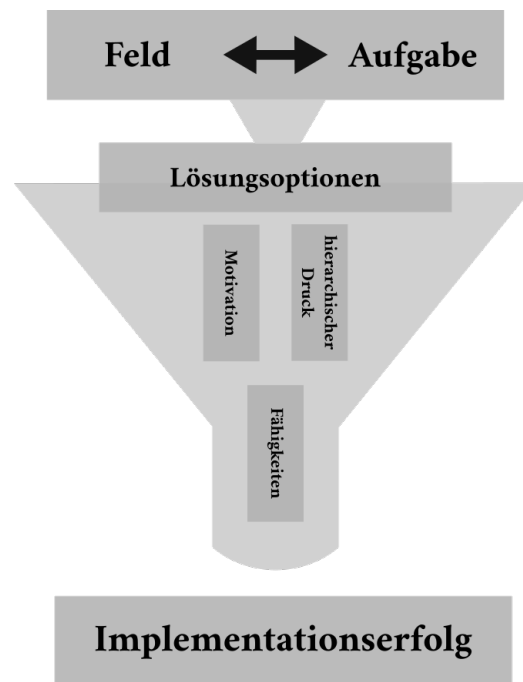 Feld Aufgabe
Lösungsoptionen
Motivation
hierarchischer
Druck
Fähigkeiten
Implementationserfolg